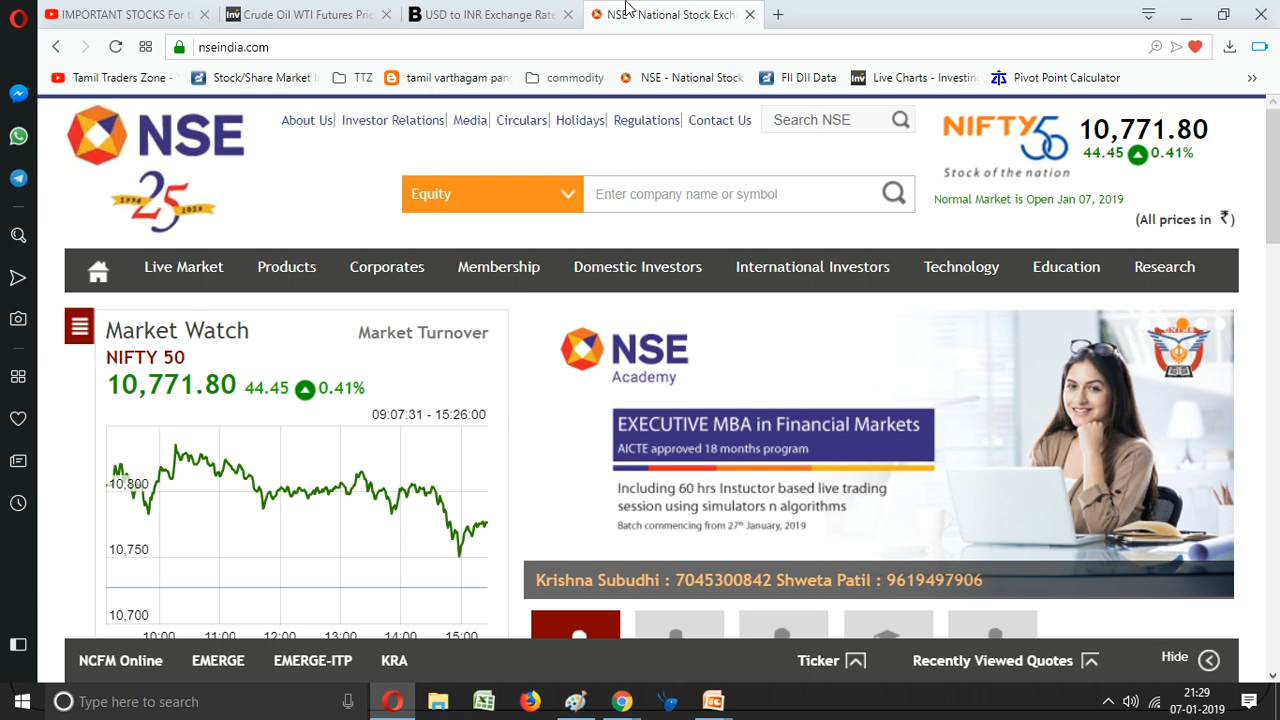 IMPORTANT STOCKS For t
Crude Oil WTI Futures Pric
USD to INR Exchange Rate
NSE - National Stock Exch
nseindia.com
Tamil Traders Zone -
Stock/Share Market I
TTZ
tamil varthagam pan
commodity
NSE - National Stock
FII DII Data
Live Charts - Investin
Pivot Point Calculator
NSE
1994 25 2019
About Us| Investor Relations| Media| Circulars| Holidays| Regulations| Contact Us
Search NSE
NIFTY 50
Stock of the nation
10,771.80
44.45 0.41%
Equity
Enter company name or symbol
Normal Market is Open Jan 07, 2019
(All prices in ₹)
Live Market Products Corporates Membership Domestic Investors International Investors Technology Education Research
Market Watch
Market Turnover
NIFTY 50
10,771.80 44.45 0.41%
09:07:31 - 15:26:00
10,800
10,750
10,700
10:00 11:00 12:00 13:00 14:00 15:00
NSE
Academy
EXECUTIVE MBA in Financial Markets
AICTE approved 18 months program
Including 60 hrs Instuctor based live trading
session using simulators n algorithms
Batch commencing from 27th January, 2019
Krishna Subudhi : 7045300842 Shweta Patil : 9619497906
NCFM Online EMERGE EMERGE-ITP KRA
Ticker
Recently Viewed Quotes
Hide
Type here to search
21:29
07-01-2019